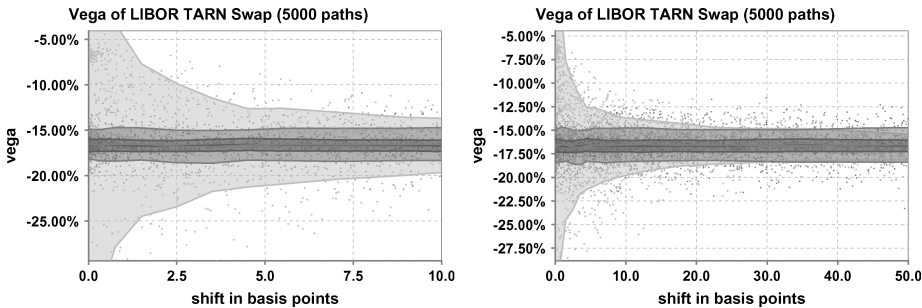 Vega of LIBOR TARN Swap (5000 paths)
-5.00%
-10.00%
-15.00%
-20.00%
-25.00%
vega
0.0 2.5 5.0 7.5 10.0
shift in basis points
Vega of LIBOR TARN Swap (5000 paths)
-5.00%
-7.50%
-10.00%
-12.50%
-15.00%
-17.50%
-20.00%
-22.50%
-25.00%
-27.50%
vega
0.0 10.0 20.0 30.0 40.0 50.0
shift in basis points